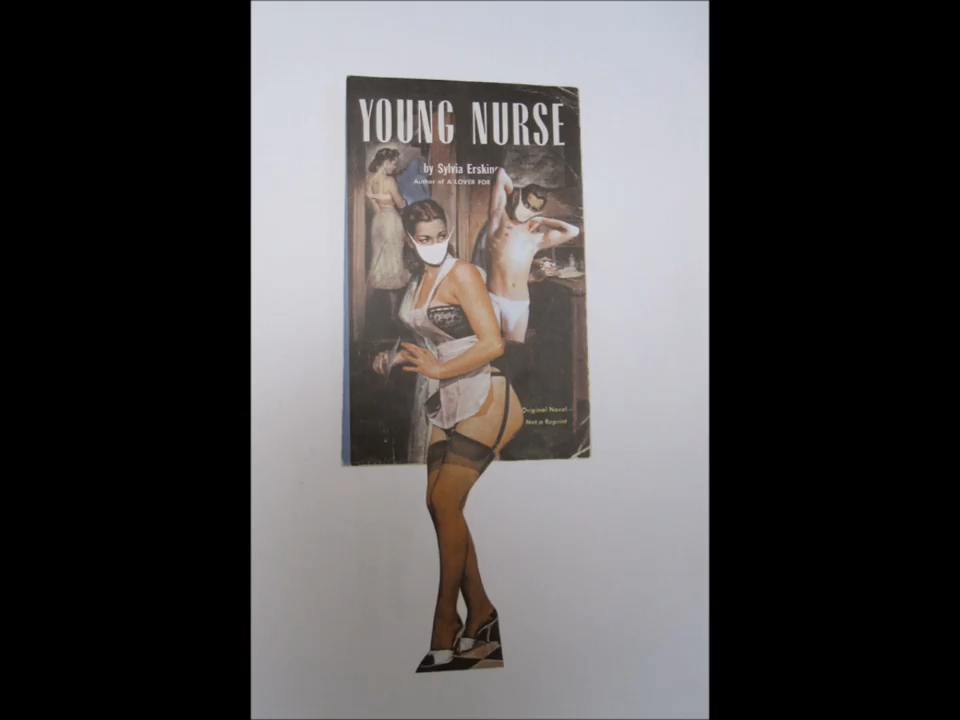 YOUNG NURSE
by Sylvia Erskine
Author of A LOVER FOR
Original Novel—
Not a Reprint